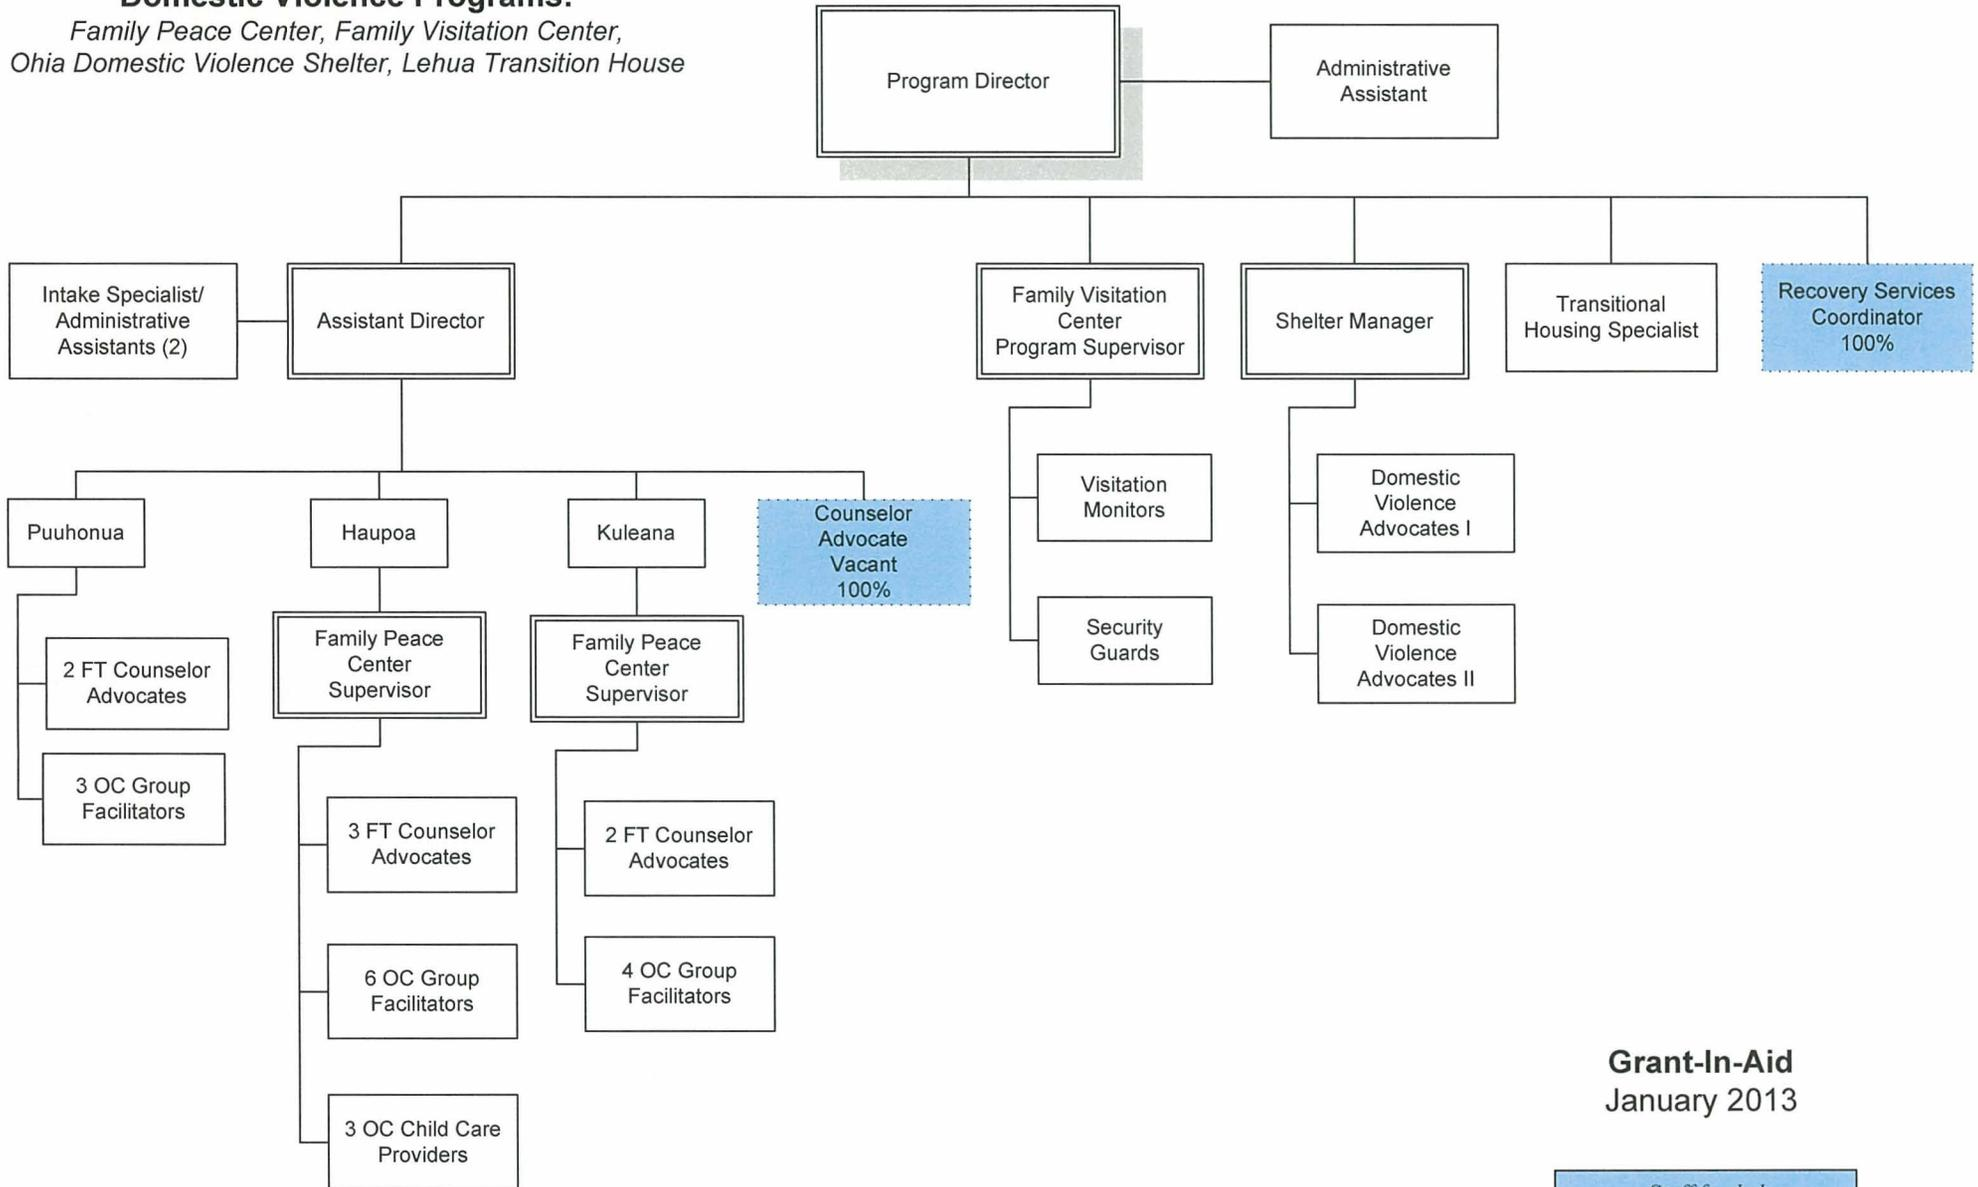 Domestic Violence Programs:
Family Peace Center, Family Visitation Center,
Ohia Domestic Violence Shelter, Lehua Transition House
Program Director
Administrative
Assistant
Intake Specialist/
Administrative
Assistants (2)
Assistant Director
Family Visitation
Center
Program Supervisor
Shelter Manager
Transitional
Housing Specialist
Recovery Services
Coordinator
100%
Puuhonua
Haupoa
Kuleana
Counselor
Advocate
Vacant
100%
Visitation
Monitors
Domestic
Violence
Advocates I
Security
Guards
Domestic
Violence
Advocates II
2 FT Counselor
Advocates
3 OC Group
Facilitators
Family Peace
Center
Supervisor
Family Peace
Center
Supervisor
3 FT Counselor
Advocates
6 OC Group
Facilitators
3 OC Child Care
Providers
2 FT Counselor
Advocates
4 OC Group
Facilitators
Grant-In-Aid
January 2013